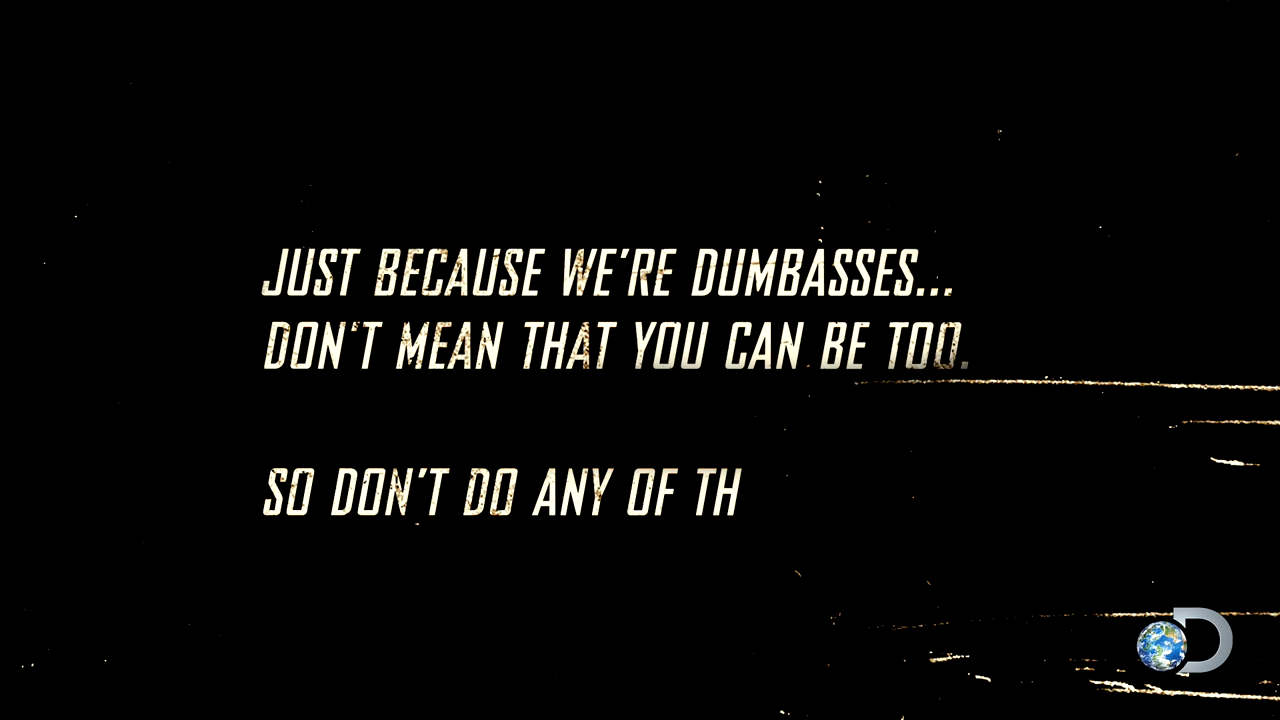 JUST BECAUSE WE'RE DUMBASSES...
DON'T MEAN THAT YOU CAN BE TOO.
SO DON'T DO ANY OF TH